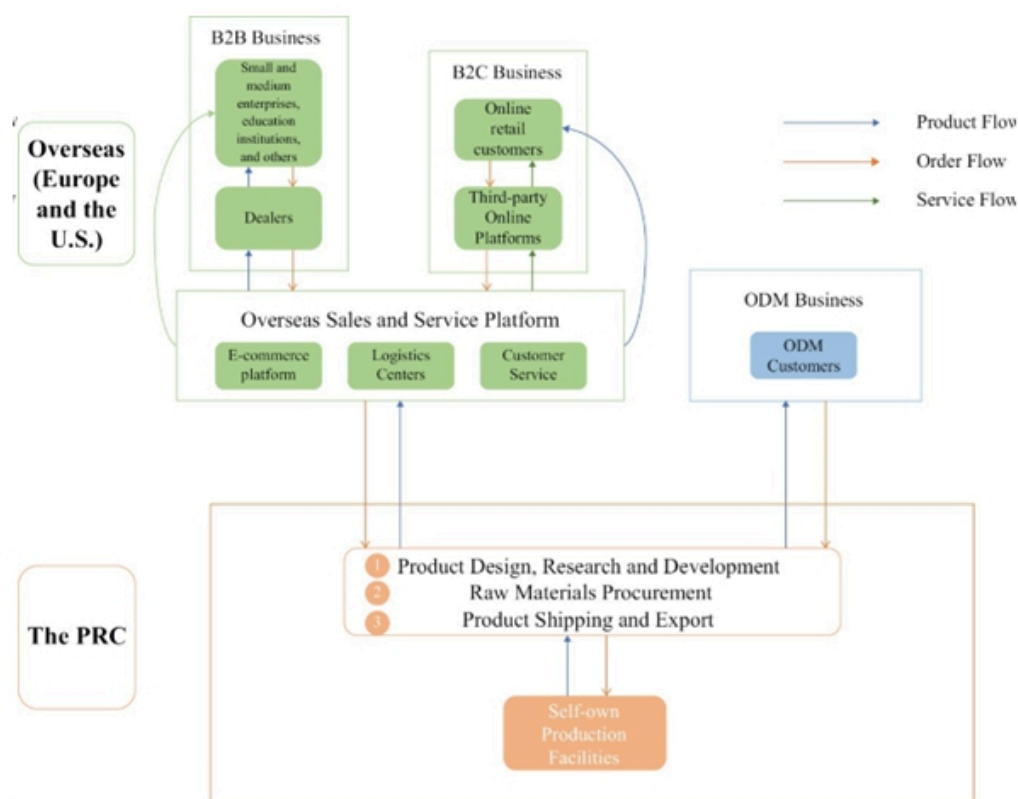 B2B Business
Small and
medium
enterprises,
education
institutions,
and others
Dealers
B2C Business
Online
retail
customers
Third-party
Online
Platforms
Product Flow
Order Flow
Service Flow
Overseas
(Europe
and the
U.S.)
Overseas Sales and Service Platform
E-commerce
platform
Logistics
Centers
Customer
Service
ODM Business
ODM
Customers
The PRC
1 Product Design, Research and Development
2 Raw Materials Procurement
3 Product Shipping and Export
Self-own
Production
Facilities